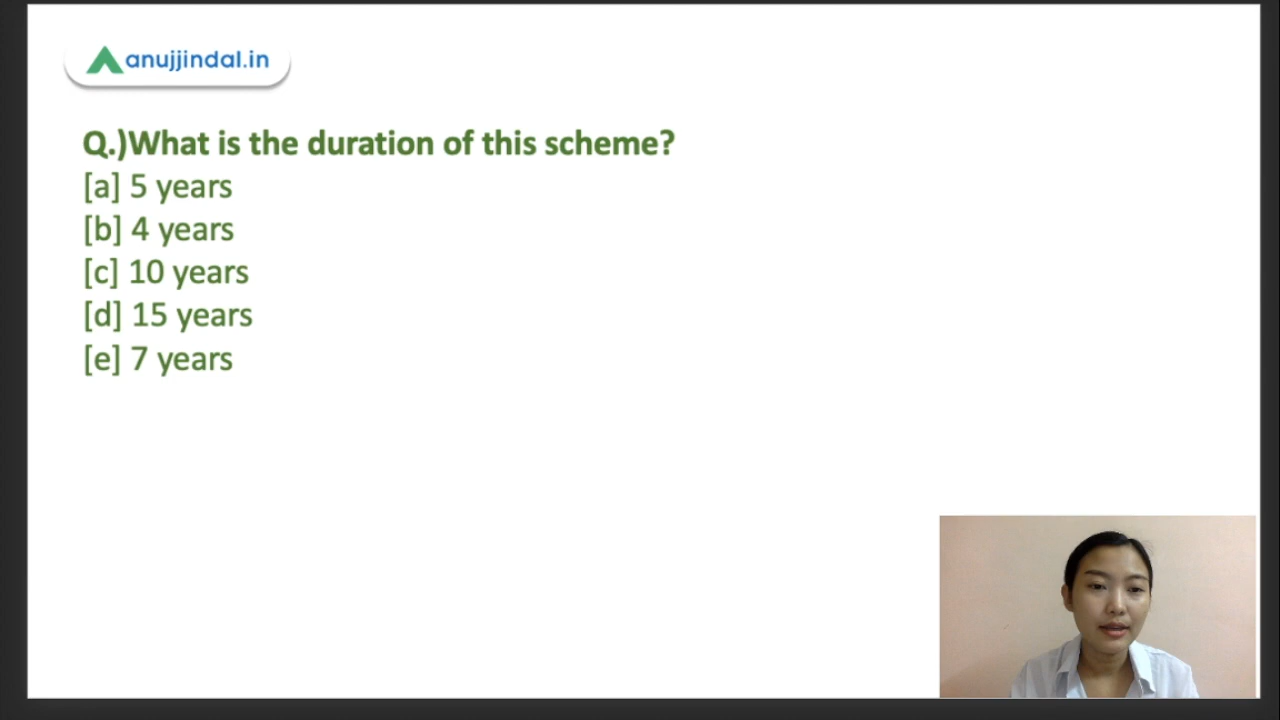 anujjindal.in
Q.)What is the duration of this scheme?
[a] 5 years
[b] 4 years
[c] 10 years
[d] 15 years
[e] 7 years